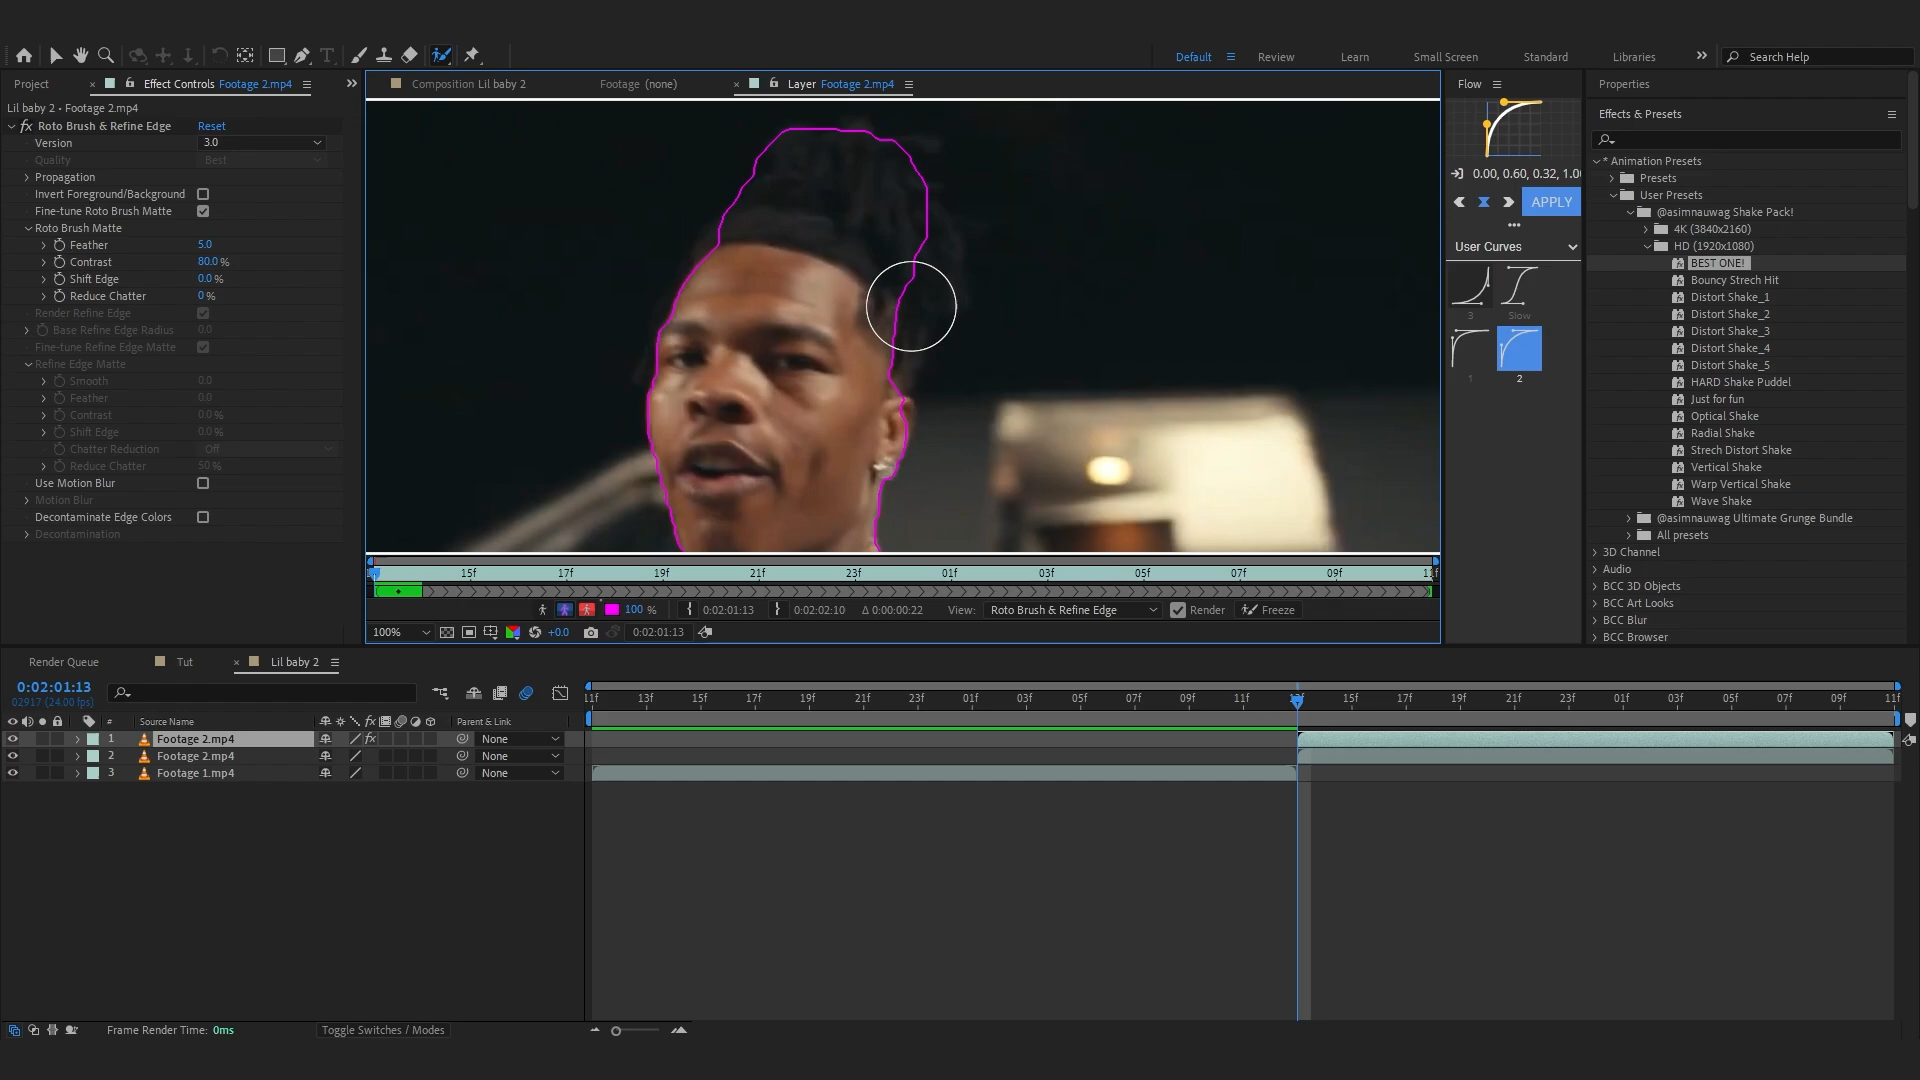 Default
Review
Learn
Small Screen
Standard
Libraries
Search Help
Project
Effect Controls Footage 2.mp4
Lil baby 2 • Footage 2.mp4
fx Roto Brush & Refine Edge Reset
Version 3.0
Quality Best
Propagation
Invert Foreground/Background
Fine-tune Roto Brush Matte
Roto Brush Matte
Feather 5.0
Contrast 80.0 %
Shift Edge 0.0 %
Reduce Chatter 0 %
Render Refine Edge
Base Refine Edge Radius 0.0
Fine-tune Refine Edge Matte
Refine Edge Matte
Smooth 0.0
Feather 0.0
Contrast 0.0 %
Shift Edge 0.0 %
Chatter Reduction Off
Reduce Chatter 50 %
Use Motion Blur
Motion Blur
Decontaminate Edge Colors
Decontamination
Composition Lil baby 2
Footage (none)
Layer Footage 2.mp4
15f 17f 19f 21f 23f 01f 03f 05f 07f 09f 11f
100 % 0:02:01:13 0:02:02:10 Δ 0:00:00:22 View: Roto Brush & Refine Edge Render Freeze
100% +0.0 0:02:01:13
Flow
0.00, 0.60, 0.32, 1.00
APPLY
User Curves
3 Slow
1 2
Properties
Effects & Presets
* Animation Presets
Presets
User Presets
@asimnauwag Shake Pack!
4K (3840x2160)
HD (1920x1080)
BEST ONE!
Bouncy Strech Hit
Distort Shake_1
Distort Shake_2
Distort Shake_3
Distort Shake_4
Distort Shake_5
HARD Shake Puddel
Just for fun
Optical Shake
Radial Shake
Strech Distort Shake
Vertical Shake
Warp Vertical Shake
Wave Shake
@asimnauwag Ultimate Grunge Bundle
All presets
3D Channel
Audio
BCC 3D Objects
BCC Art Looks
BCC Blur
BCC Browser
Render Queue
Tut
Lil baby 2
0:02:01:13
02917 (24.00 fps)
11f 13f 15f 17f 19f 21f 23f 01f 03f 05f 07f 09f 11f 15f 17f 19f 21f 23f 01f 03f 05f 07f 09f 11f
# Source Name fx Parent & Link
1 Footage 2.mp4 fx None
2 Footage 2.mp4 None
3 Footage 1.mp4 None
Frame Render Time: 0ms
Toggle Switches / Modes